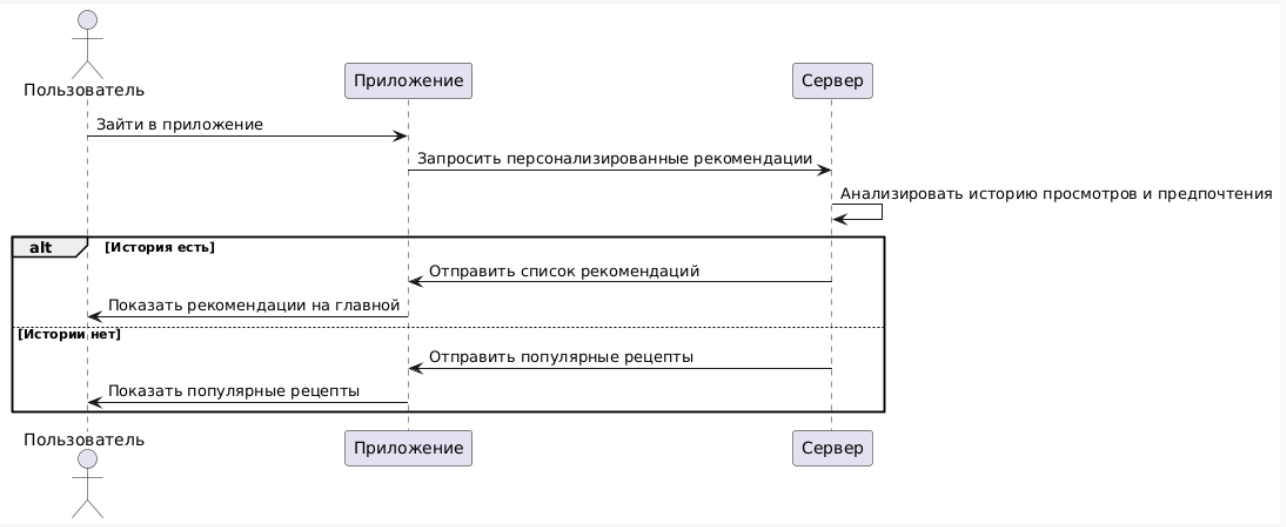 Пользователь
Приложение
Сервер
Зайти в приложение
Запросить персонализированные рекомендации
Анализировать историю просмотров и предпочтения
alt
[История есть]
Отправить список рекомендаций
Показать рекомендации на главной
[Истории нет]
Отправить популярные рецепты
Показать популярные рецепты
Пользователь
Приложение
Сервер